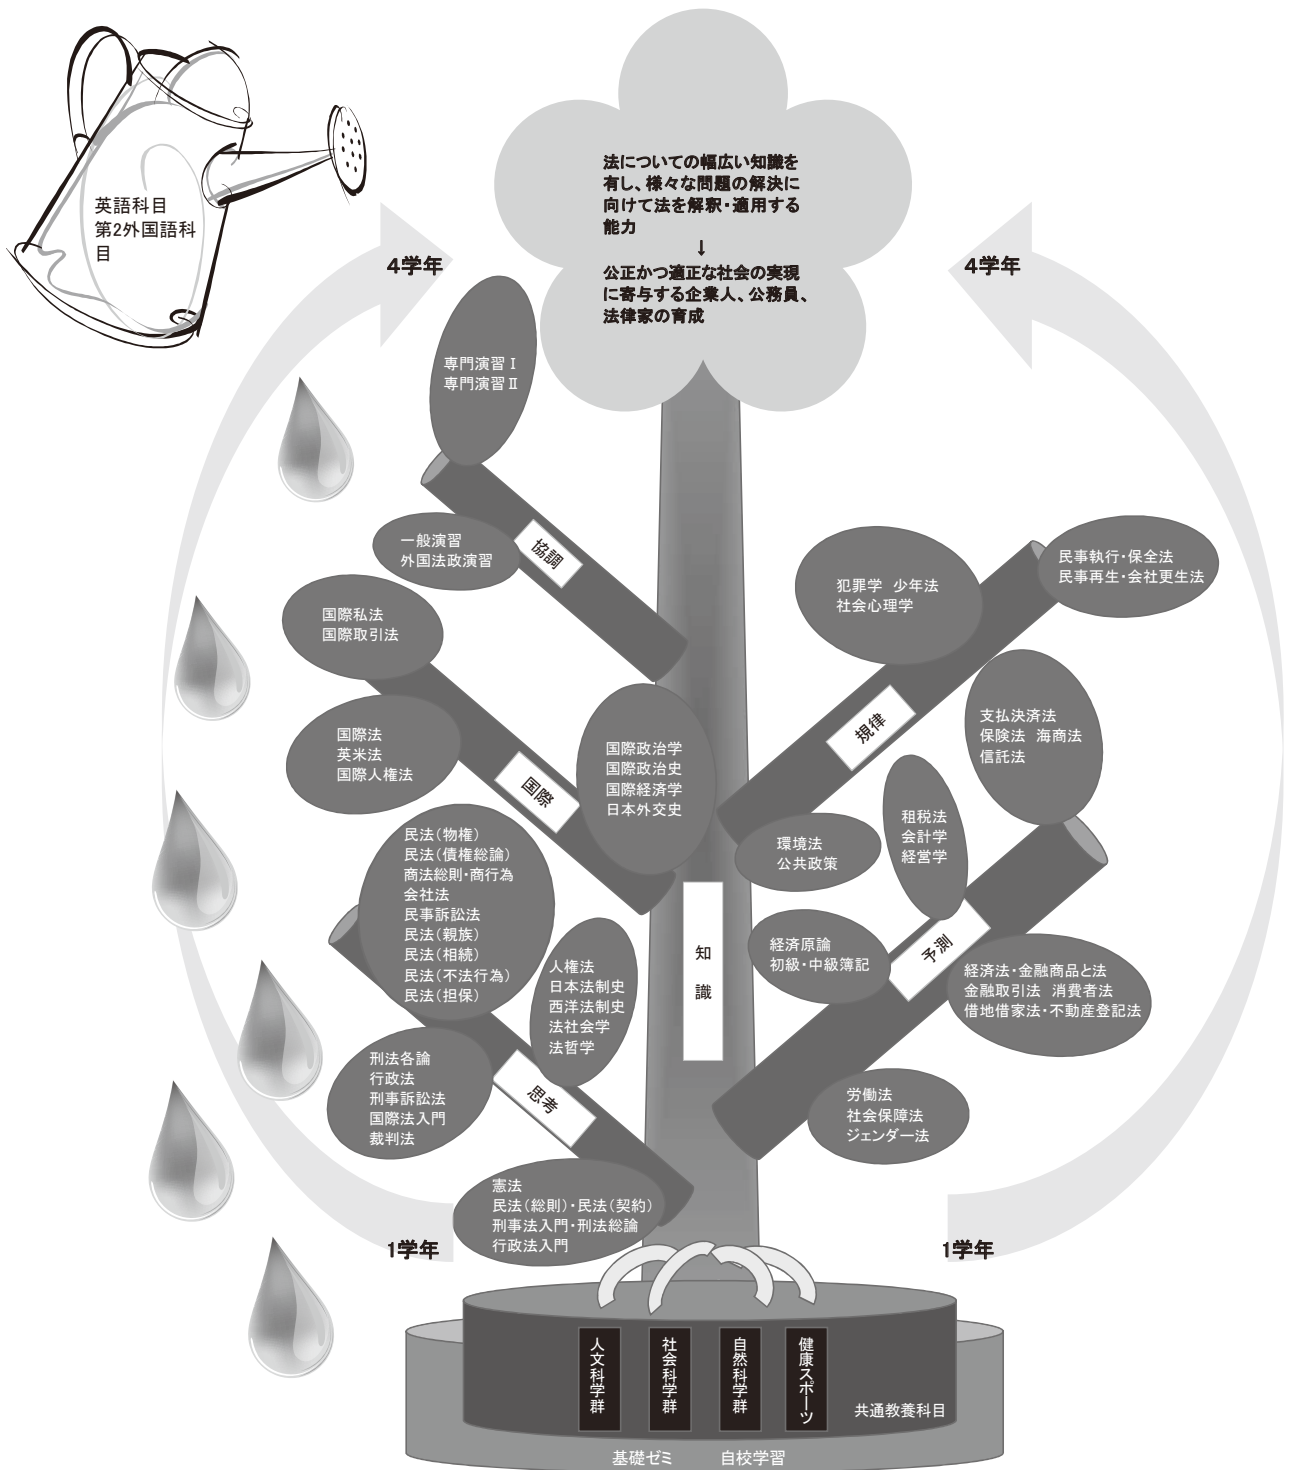 英語科目
第2外国語科
目
法についての幅広い知識を
有し、様々な問題の解決に
向けて法を解釈・適用する
能力
↓
公正かつ適正な社会の実現
に寄与する企業人、公務員、
法律家の育成
4学年
4学年
専門演習Ⅰ
専門演習Ⅱ
協調
一般演習
外国法政演習
国際私法
国際取引法
国際法
英米法
国際人権法
国際
国際政治学
国際政治史
国際経済学
日本外交史
犯罪学 少年法
社会心理学
民事執行・保全法
民事再生・会社更生法
規律
環境法
公共政策
支払決済法
保険法 海商法
信託法
租税法
会計学
経営学
予測
経済原論
初級・中級簿記
経済法・金融商品と法
金融取引法 消費者法
借地借家法・不動産登記法
労働法
社会保障法
ジェンダー法
知識
民法（物権）
民法（債権総論）
商法総則・商行為
会社法
民事訴訟法
民法（親族）
民法（相続）
民法（不法行為）
民法（担保）
人権法
日本法制史
西洋法制史
法社会学
法哲学
刑法各論
行政法
刑事訴訟法
国際法入門
裁判法
思考
憲法
民法（総則）・民法（契約）
刑事法入門・刑法総論
行政法入門
1学年
1学年
人文科学群
社会科学群
自然科学群
健康スポーツ
共通教養科目
基礎ゼミ
自校学習